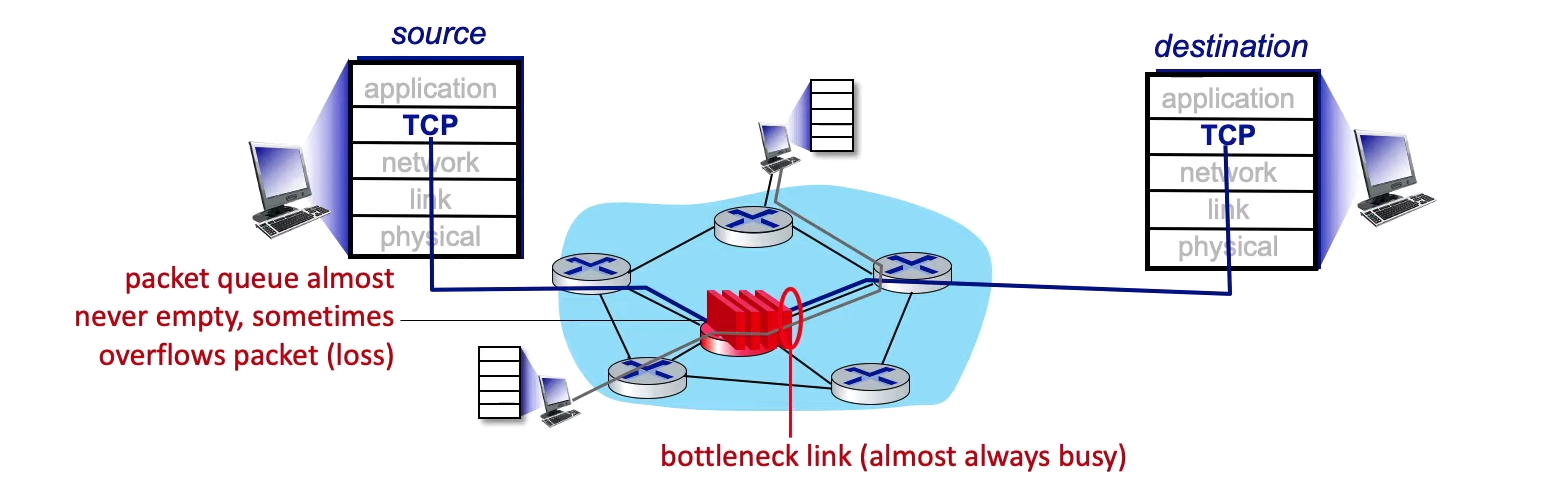 source
application
TCP
network
link
physical
destination
application
TCP
network
link
physical
packet queue almost
never empty, sometimes
overflows packet (loss)
bottleneck link (almost always busy)